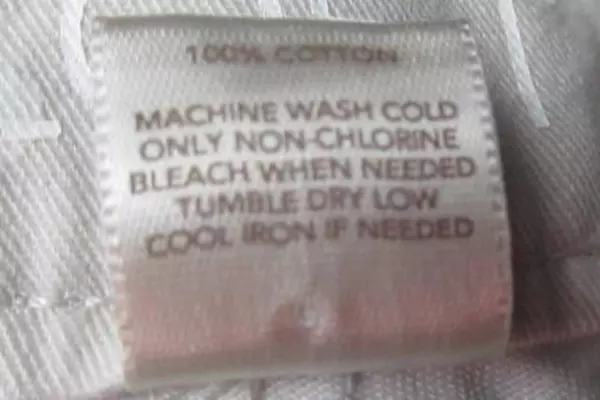 100% COTTON
MACHINE WASH COLD
ONLY NON-CHLORINE
BLEACH WHEN NEEDED
TUMBLE DRY LOW
COOL IRON IF NEEDED